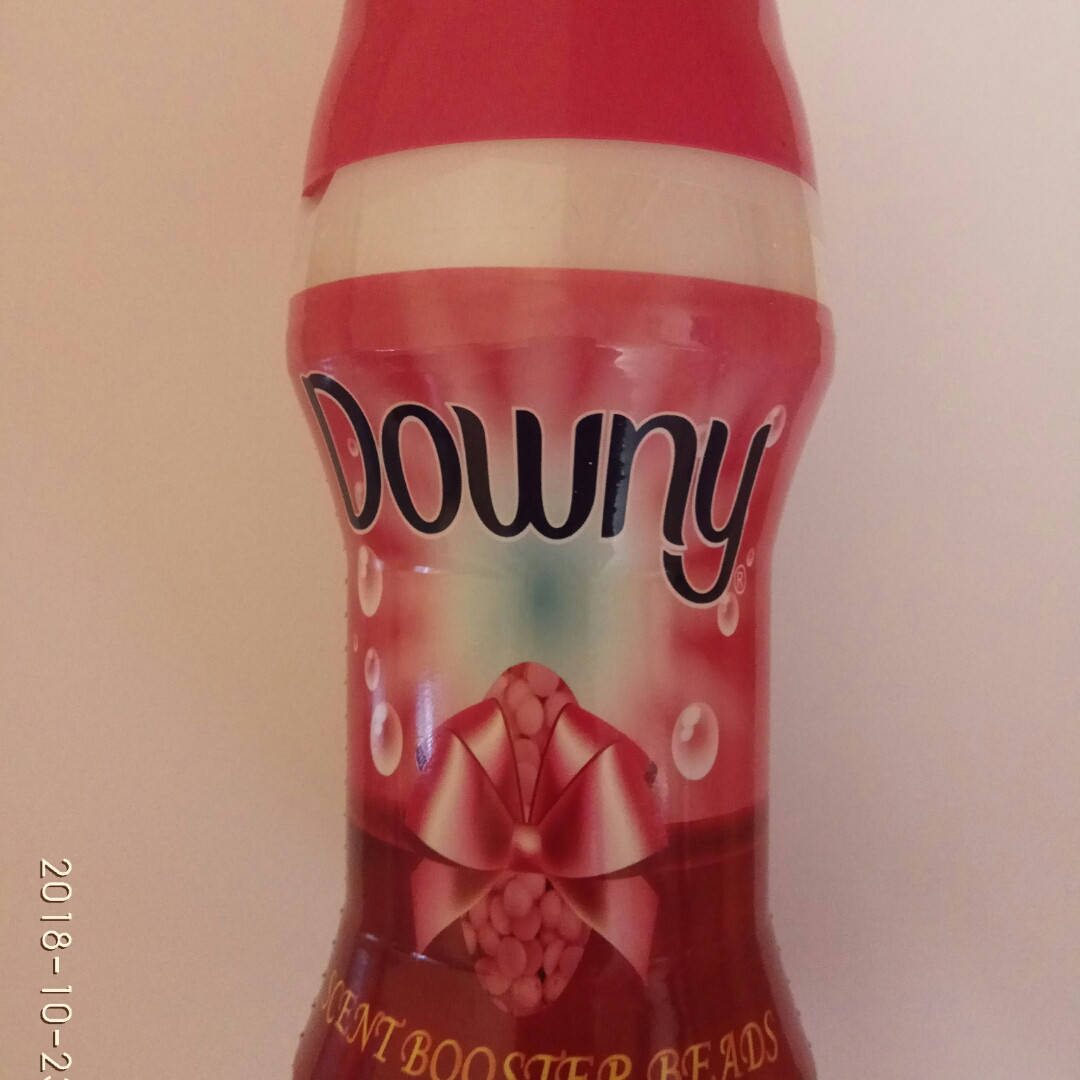 Downy®
SCENT BOOSTER BEADS
2018-10-2